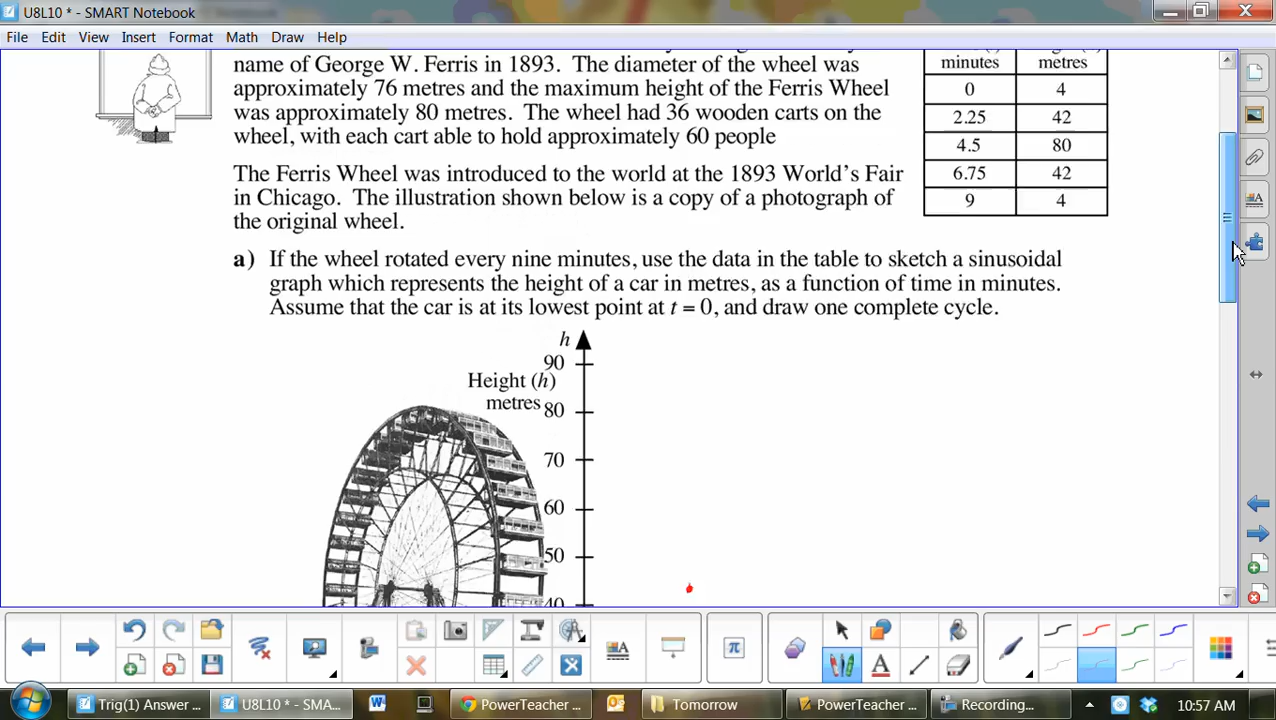 U8L10 * - SMART Notebook
File Edit View Insert Format Math Draw Help
name of George W. Ferris in 1893. The diameter of the wheel was
approximately 76 metres and the maximum height of the Ferris Wheel
was approximately 80 metres. The wheel had 36 wooden carts on the
wheel, with each cart able to hold approximately 60 people
The Ferris Wheel was introduced to the world at the 1893 World's Fair
in Chicago. The illustration shown below is a copy of a photograph of
the original wheel.
minutes metres
0 4
2.25 42
4.5 80
6.75 42
9 4
a) If the wheel rotated every nine minutes, use the data in the table to sketch a sinusoidal
graph which represents the height of a car in metres, as a function of time in minutes.
Assume that the car is at its lowest point at t = 0, and draw one complete cycle.
h
90
Height (h)
metres
80
70
60
50
40
π
A
Trig(1) Answer ...
U8L10 * - SMA...
PowerTeacher ...
Tomorrow
PowerTeacher ...
Recording...
10:57 AM